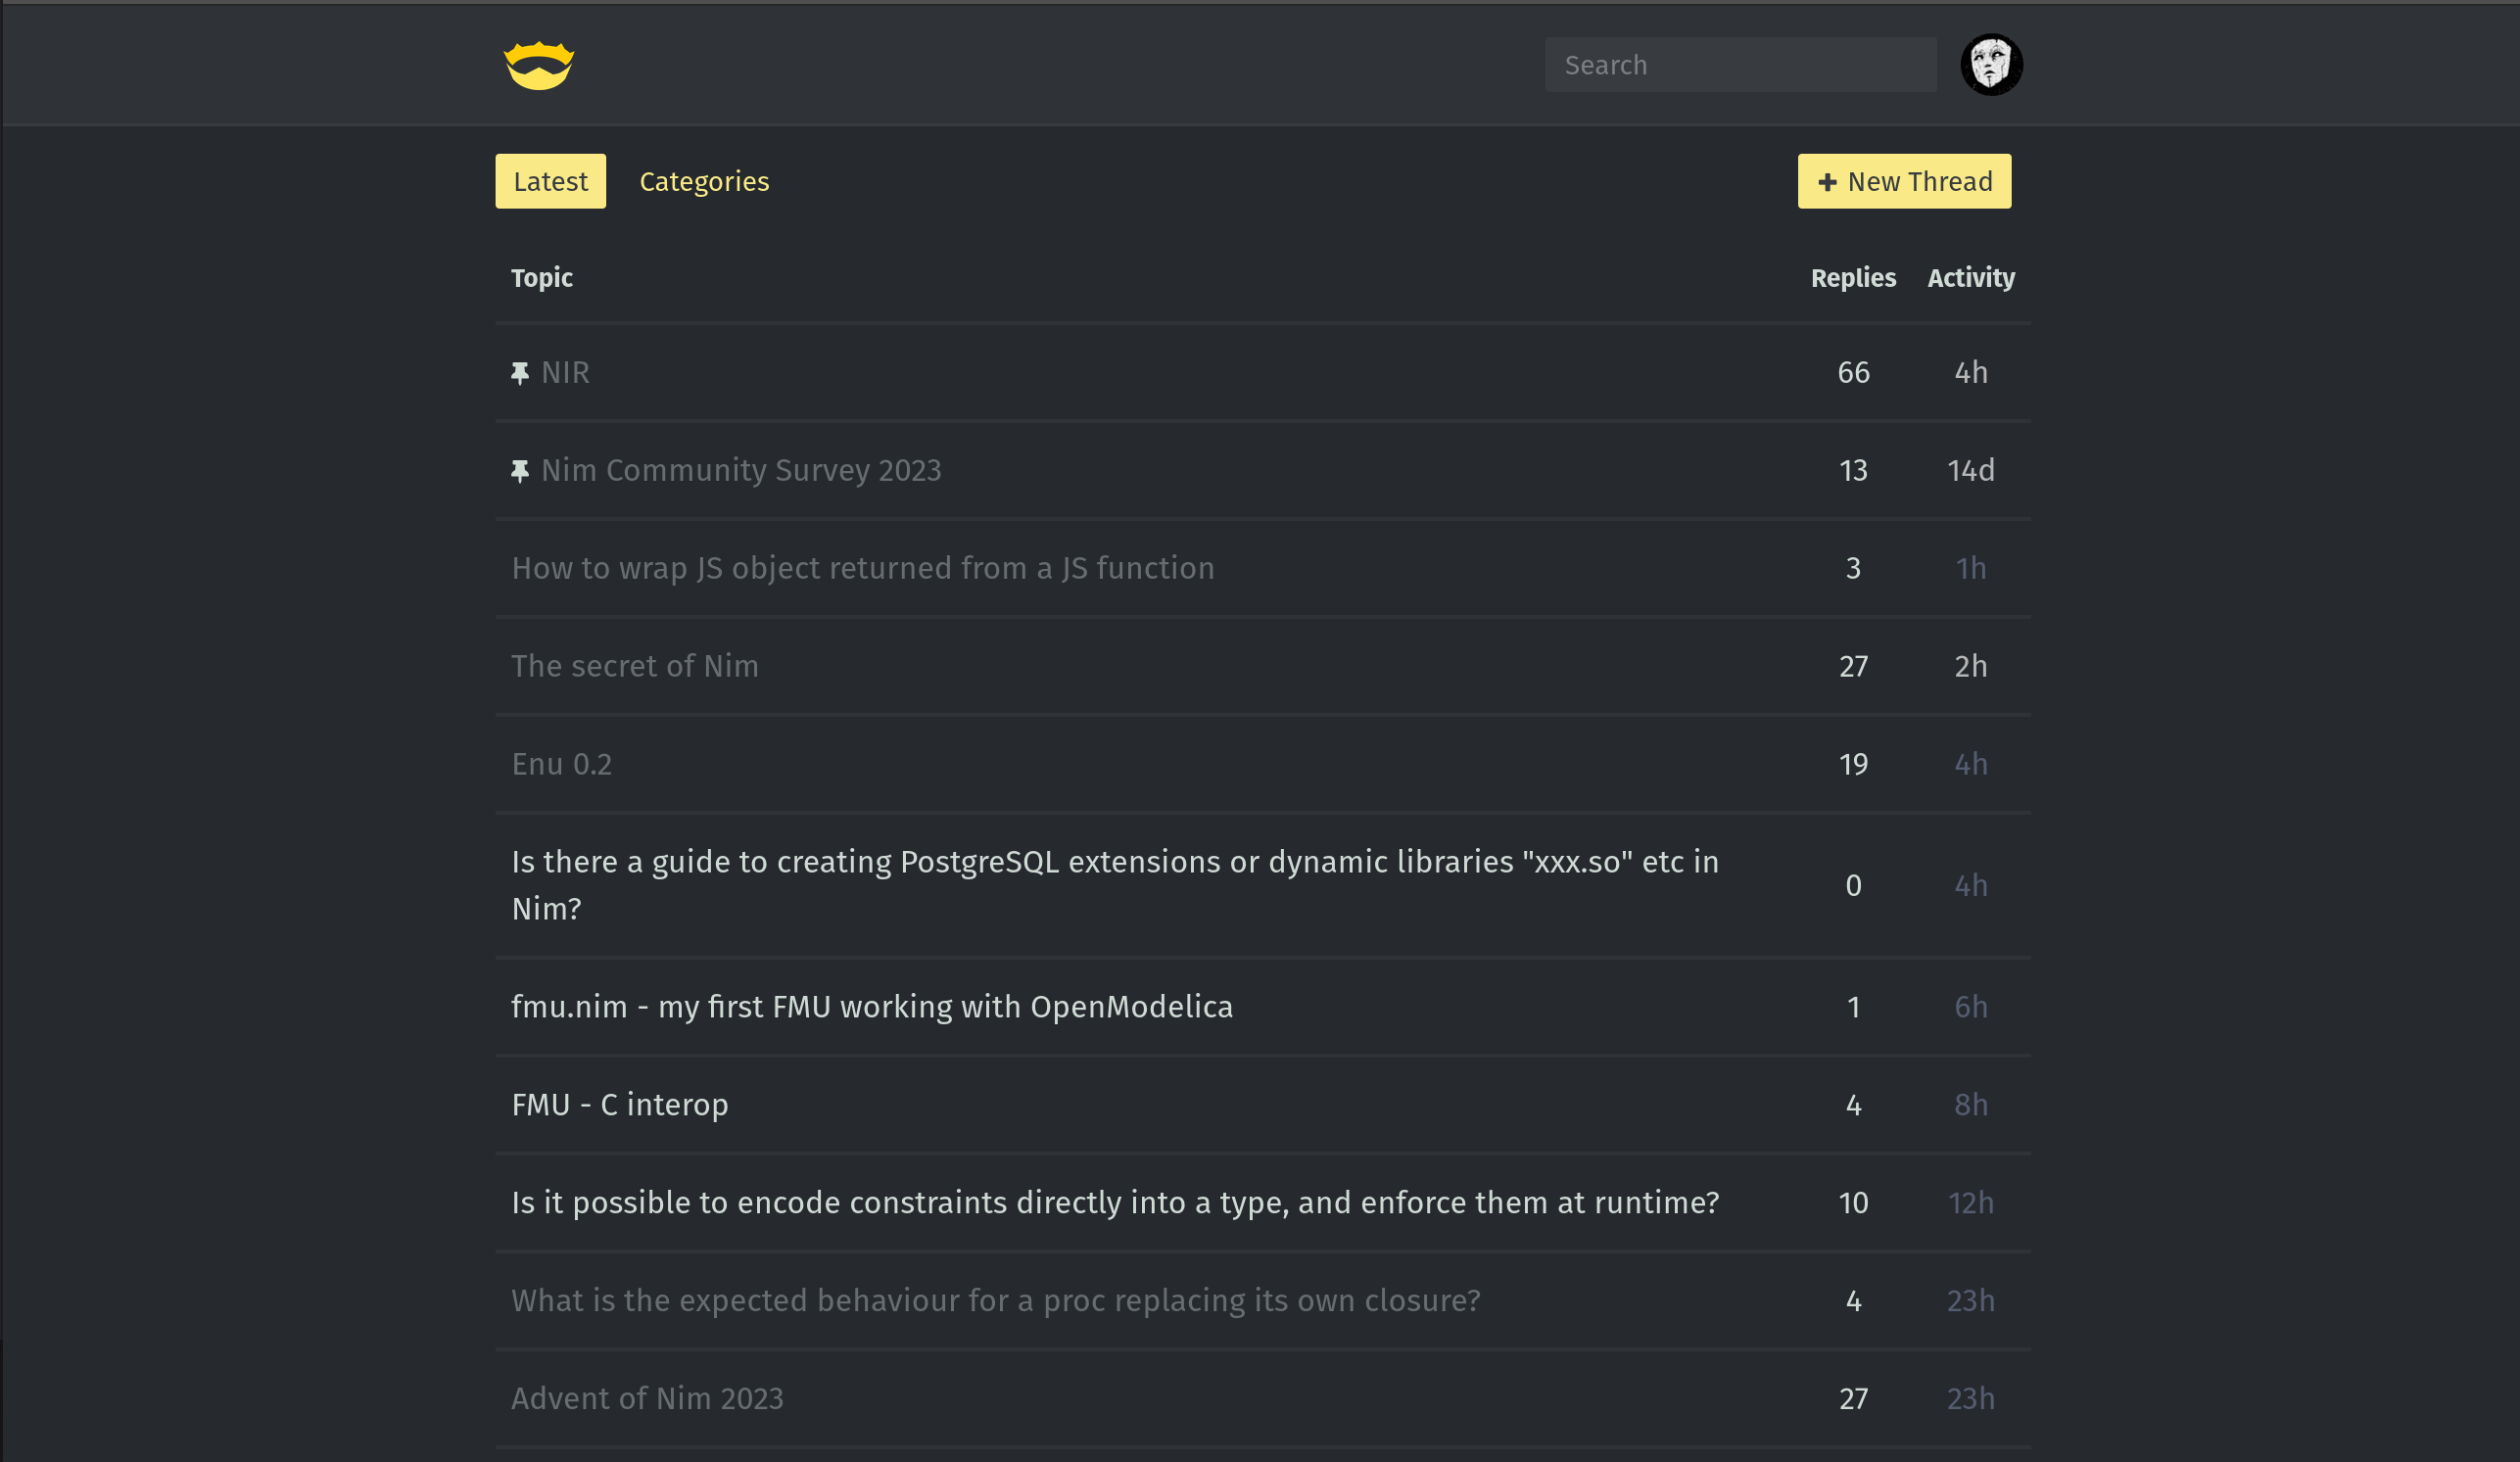 Search
Latest Categories + New Thread
Topic Replies Activity
NIR 66 4h
Nim Community Survey 2023 13 14d
How to wrap JS object returned from a JS function 3 1h
The secret of Nim 27 2h
Enu 0.2 19 4h
Is there a guide to creating PostgreSQL extensions or dynamic libraries "xxx.so" etc in
Nim? 0 4h
fmu.nim - my first FMU working with OpenModelica 1 6h
FMU - C interop 4 8h
Is it possible to encode constraints directly into a type, and enforce them at runtime? 10 12h
What is the expected behaviour for a proc replacing its own closure? 4 23h
Advent of Nim 2023 27 23h